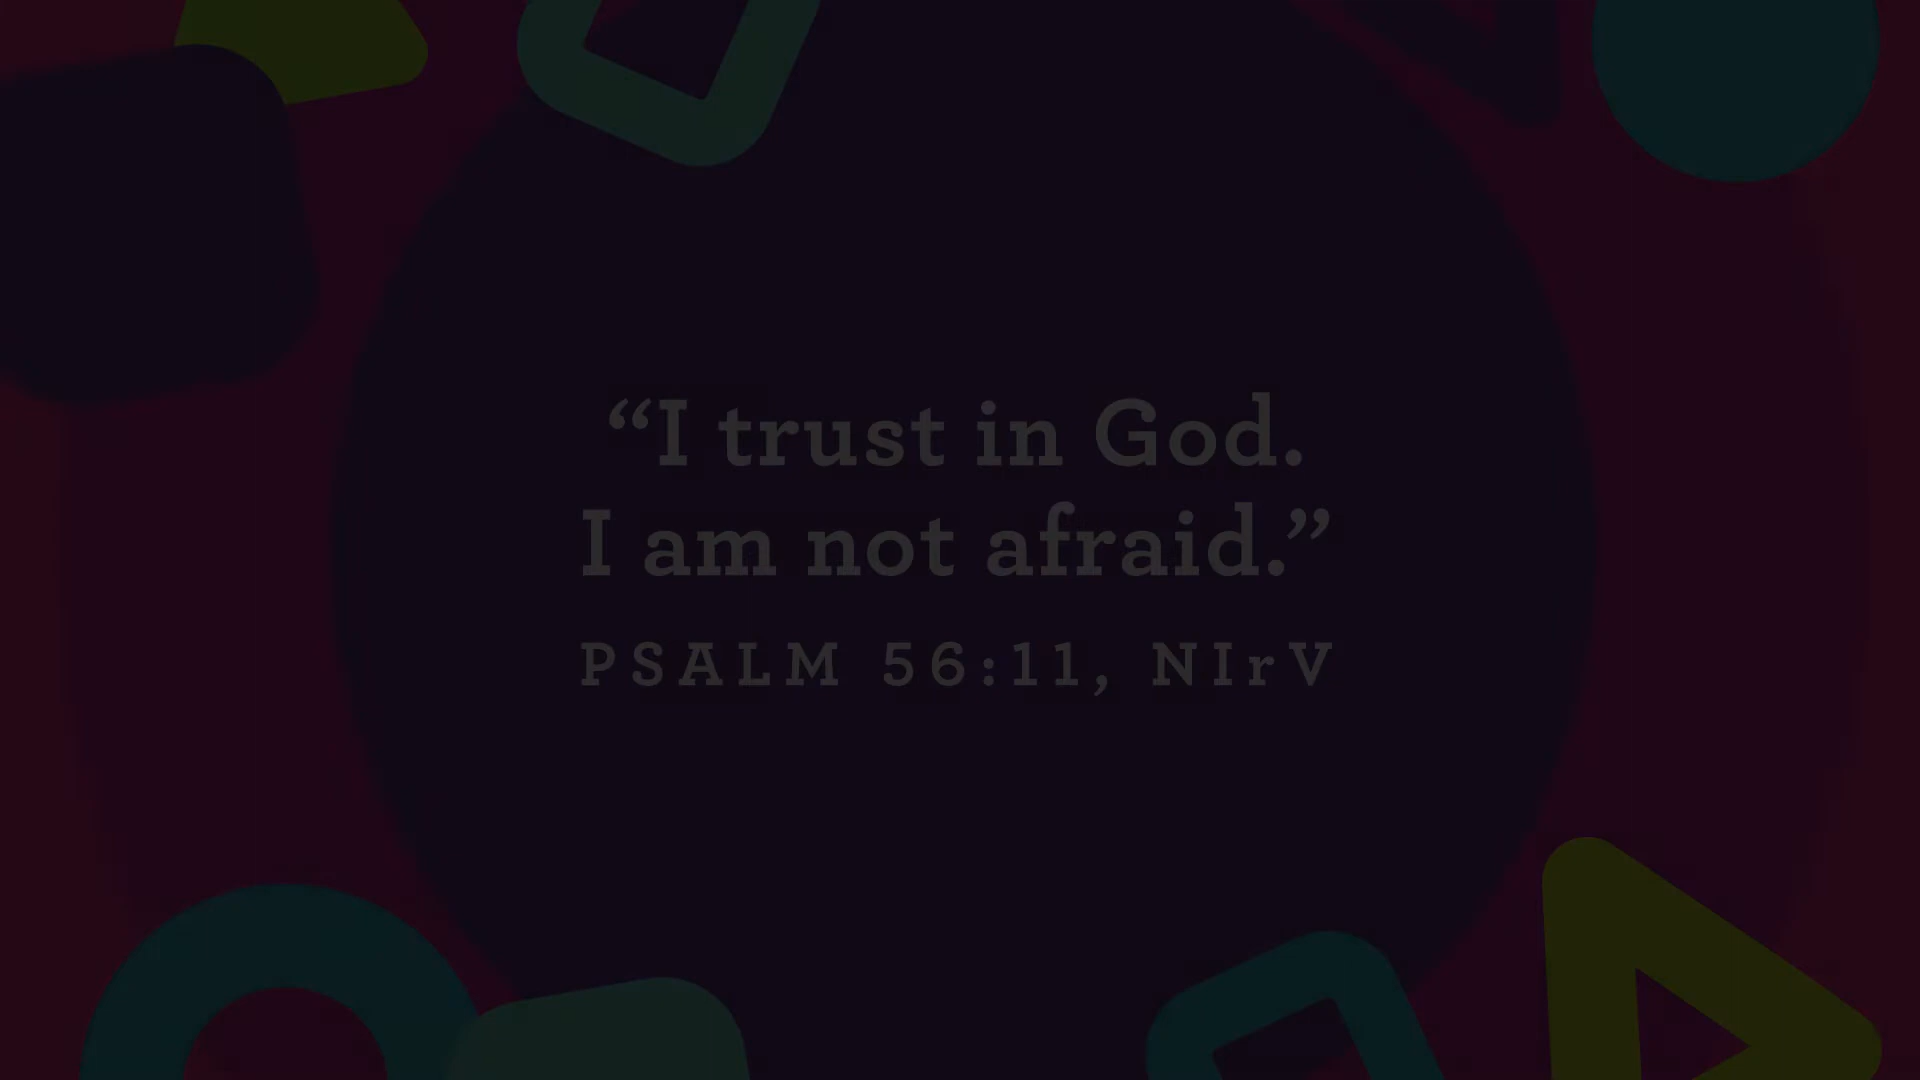 “I trust in God.
I am not afraid.”
PSALM 56:11, NIrV